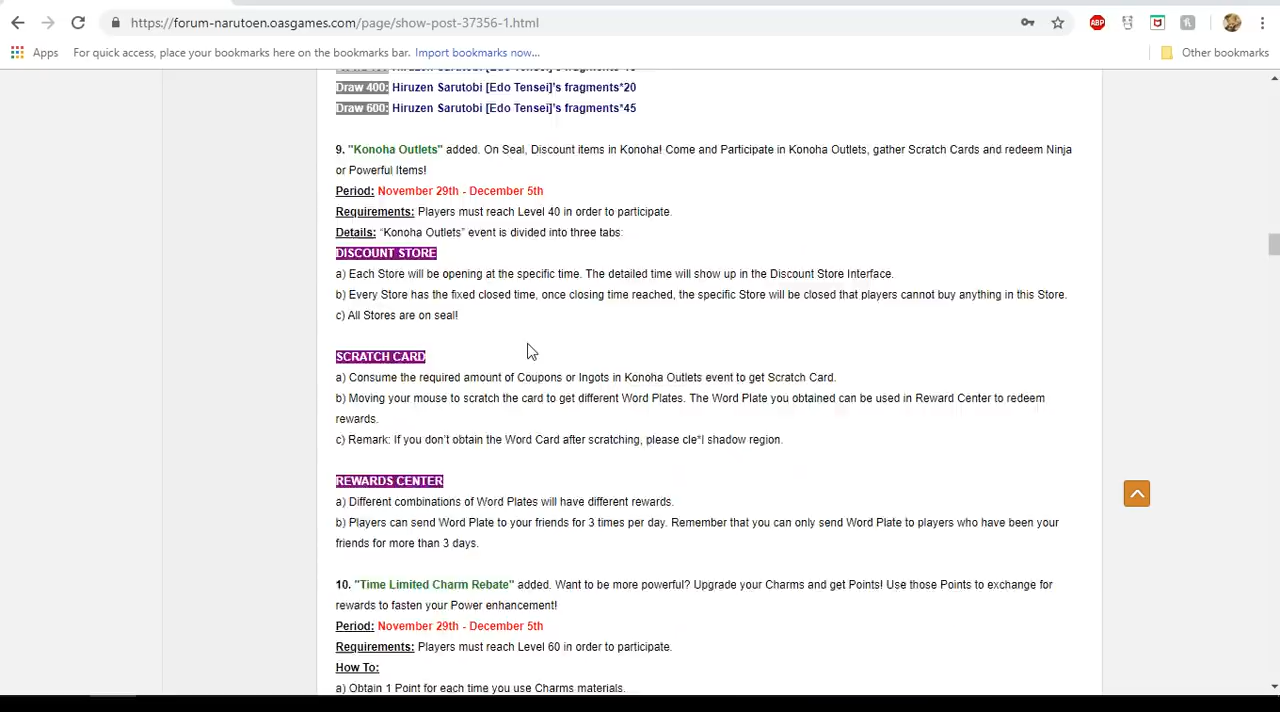 https://forum-narutoen.oasgames.com/page/show-post-37356-1.html
ABP
Apps For quick access, place your bookmarks here on the bookmarks bar. Import bookmarks now... Other bookmarks
Hiruzen Sarutobi [Edo Tensei]'s
Draw 400: Hiruzen Sarutobi [Edo Tensei]'s fragments*20
Draw 600: Hiruzen Sarutobi [Edo Tensei]'s fragments*45
9. "Konoha Outlets" added. On Seal, Discount items in Konoha! Come and Participate in Konoha Outlets, gather Scratch Cards and redeem Ninja
or Powerful Items!
Period: November 29th - December 5th
Requirements: Players must reach Level 40 in order to participate.
Details: “Konoha Outlets” event is divided into three tabs:
DISCOUNT STORE
a) Each Store will be opening at the specific time. The detailed time will show up in the Discount Store Interface.
b) Every Store has the fixed closed time, once closing time reached, the specific Store will be closed that players cannot buy anything in this Store.
c) All Stores are on seal!
SCRATCH CARD
a) Consume the required amount of Coupons or Ingots in Konoha Outlets event to get Scratch Card.
b) Moving your mouse to scratch the card to get different Word Plates. The Word Plate you obtained can be used in Reward Center to redeem
rewards.
c) Remark: If you don’t obtain the Word Card after scratching, please cle*l shadow region.
REWARDS CENTER
a) Different combinations of Word Plates will have different rewards.
b) Players can send Word Plate to your friends for 3 times per day. Remember that you can only send Word Plate to players who have been your
friends for more than 3 days.
10. "Time Limited Charm Rebate" added. Want to be more powerful? Upgrade your Charms and get Points! Use those Points to exchange for
rewards to fasten your Power enhancement!
Period: November 29th - December 5th
Requirements: Players must reach Level 60 in order to participate.
How To:
a) Obtain 1 Point for each time you use Charms materials.